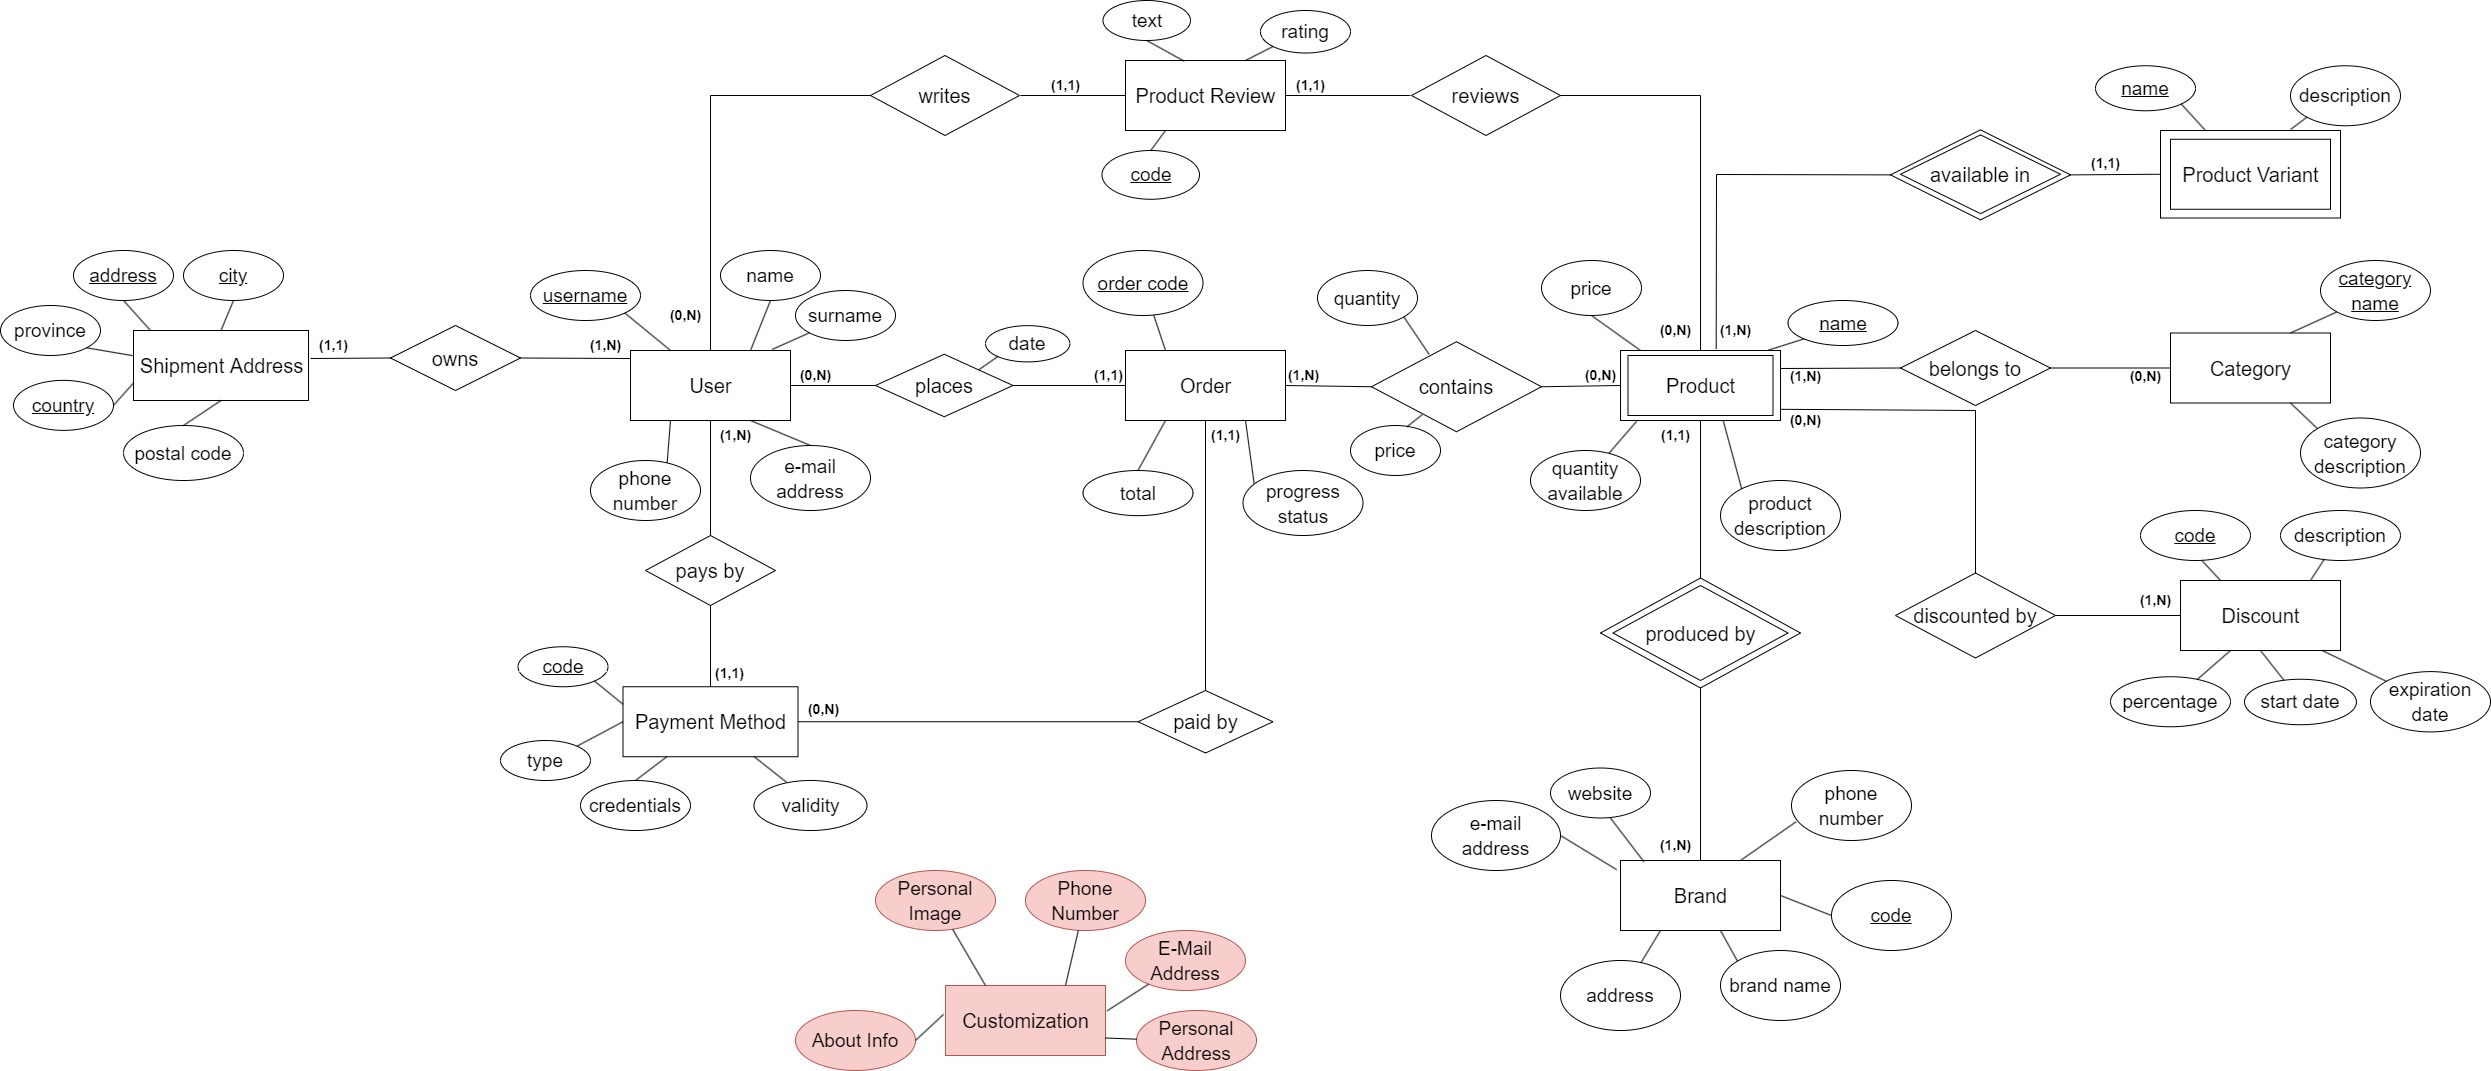 text
rating
writes
(1,1)
Product Review
(1,1)
reviews
code
name
description
available in
(1,1)
Product Variant
address
city
province
Shipment Address
country
postal code
(1,1)
owns
(1,N)
username
(0,N)
name
surname
User
(0,N)
phone
number
(1,N)
e-mail
address
places
date
(1,1)
order code
Order
(1,N)
total
(1,1)
progress
status
quantity
contains
price
(0,N)
price
(0,N)
(1,N)
name
Product
(1,N)
(0,N)
(1,1)
quantity
available
product
description
belongs to
(0,N)
category
name
Category
category
description
pays by
(1,1)
code
Payment Method
(0,N)
type
credentials
validity
paid by
produced by
discounted by
(1,N)
code
description
Discount
percentage
start date
expiration
date
website
e-mail
address
(1,N)
phone
number
Brand
code
address
brand name
Personal
Image
Phone
Number
E-Mail
Address
Customization
About Info
Personal
Address